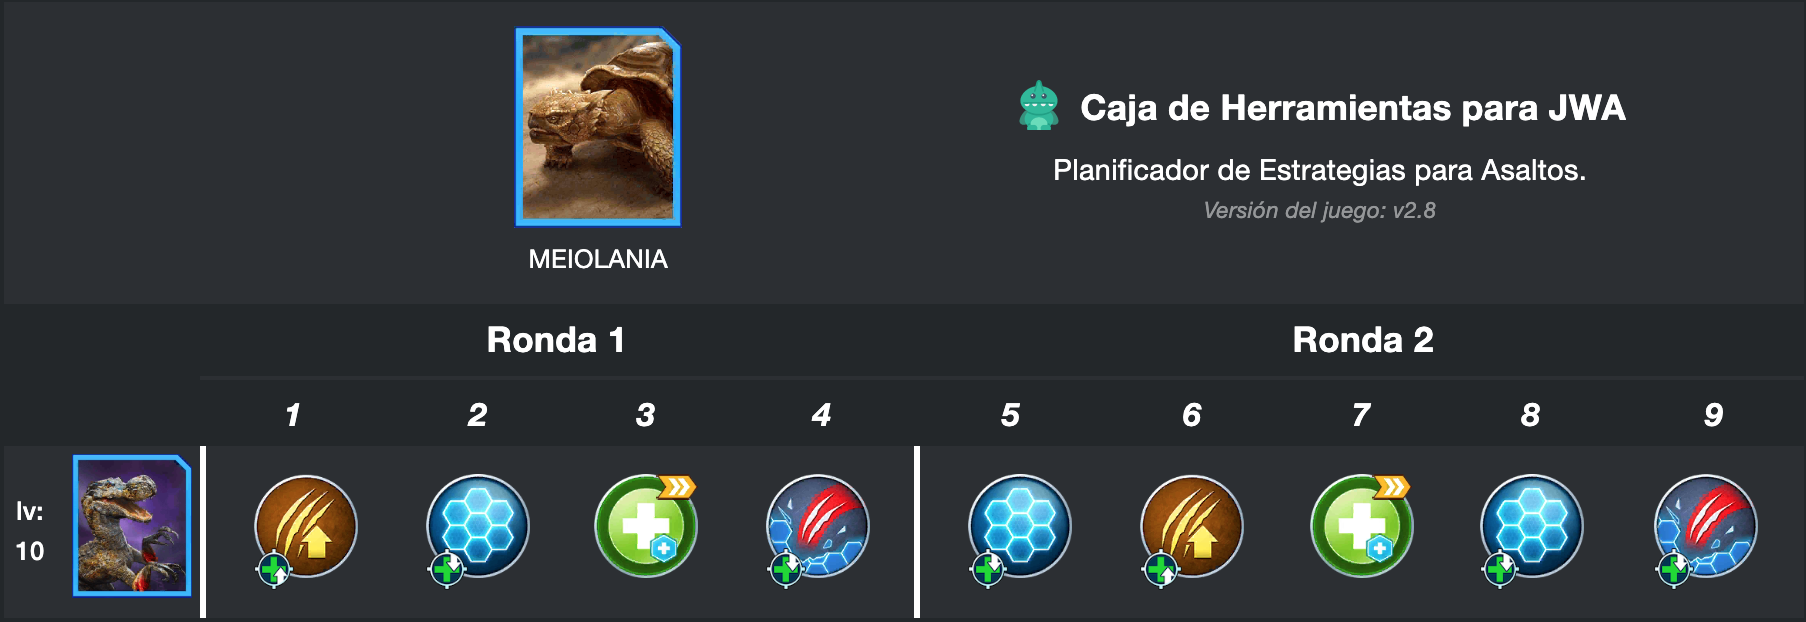 Caja de Herramientas para JWA
Planificador de Estrategias para Asaltos.
Versión del juego: v2.8
MEIOLANIA
Ronda 1
Ronda 2
1 2 3 4 5 6 7 8 9
lv:
10